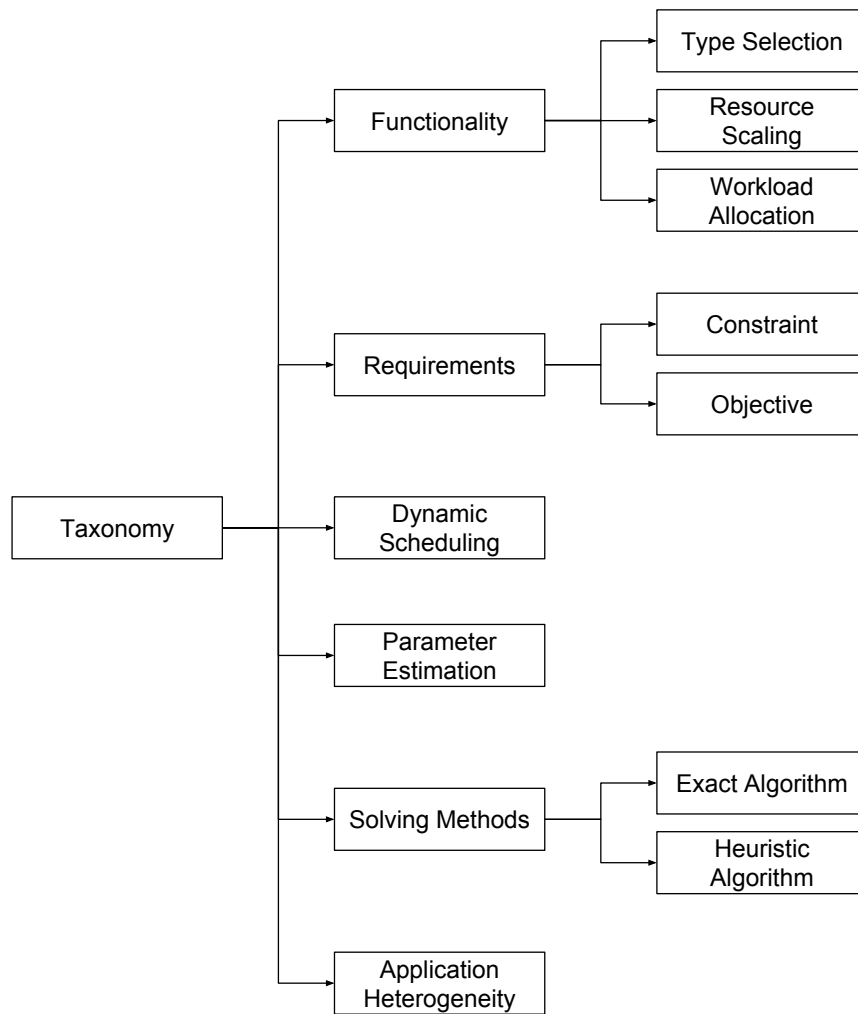 Taxonomy
Functionality
Type Selection
Resource
Scaling
Workload
Allocation
Requirements
Constraint
Objective
Dynamic
Scheduling
Parameter
Estimation
Solving Methods
Exact Algorithm
Heuristic
Algorithm
Application
Heterogeneity